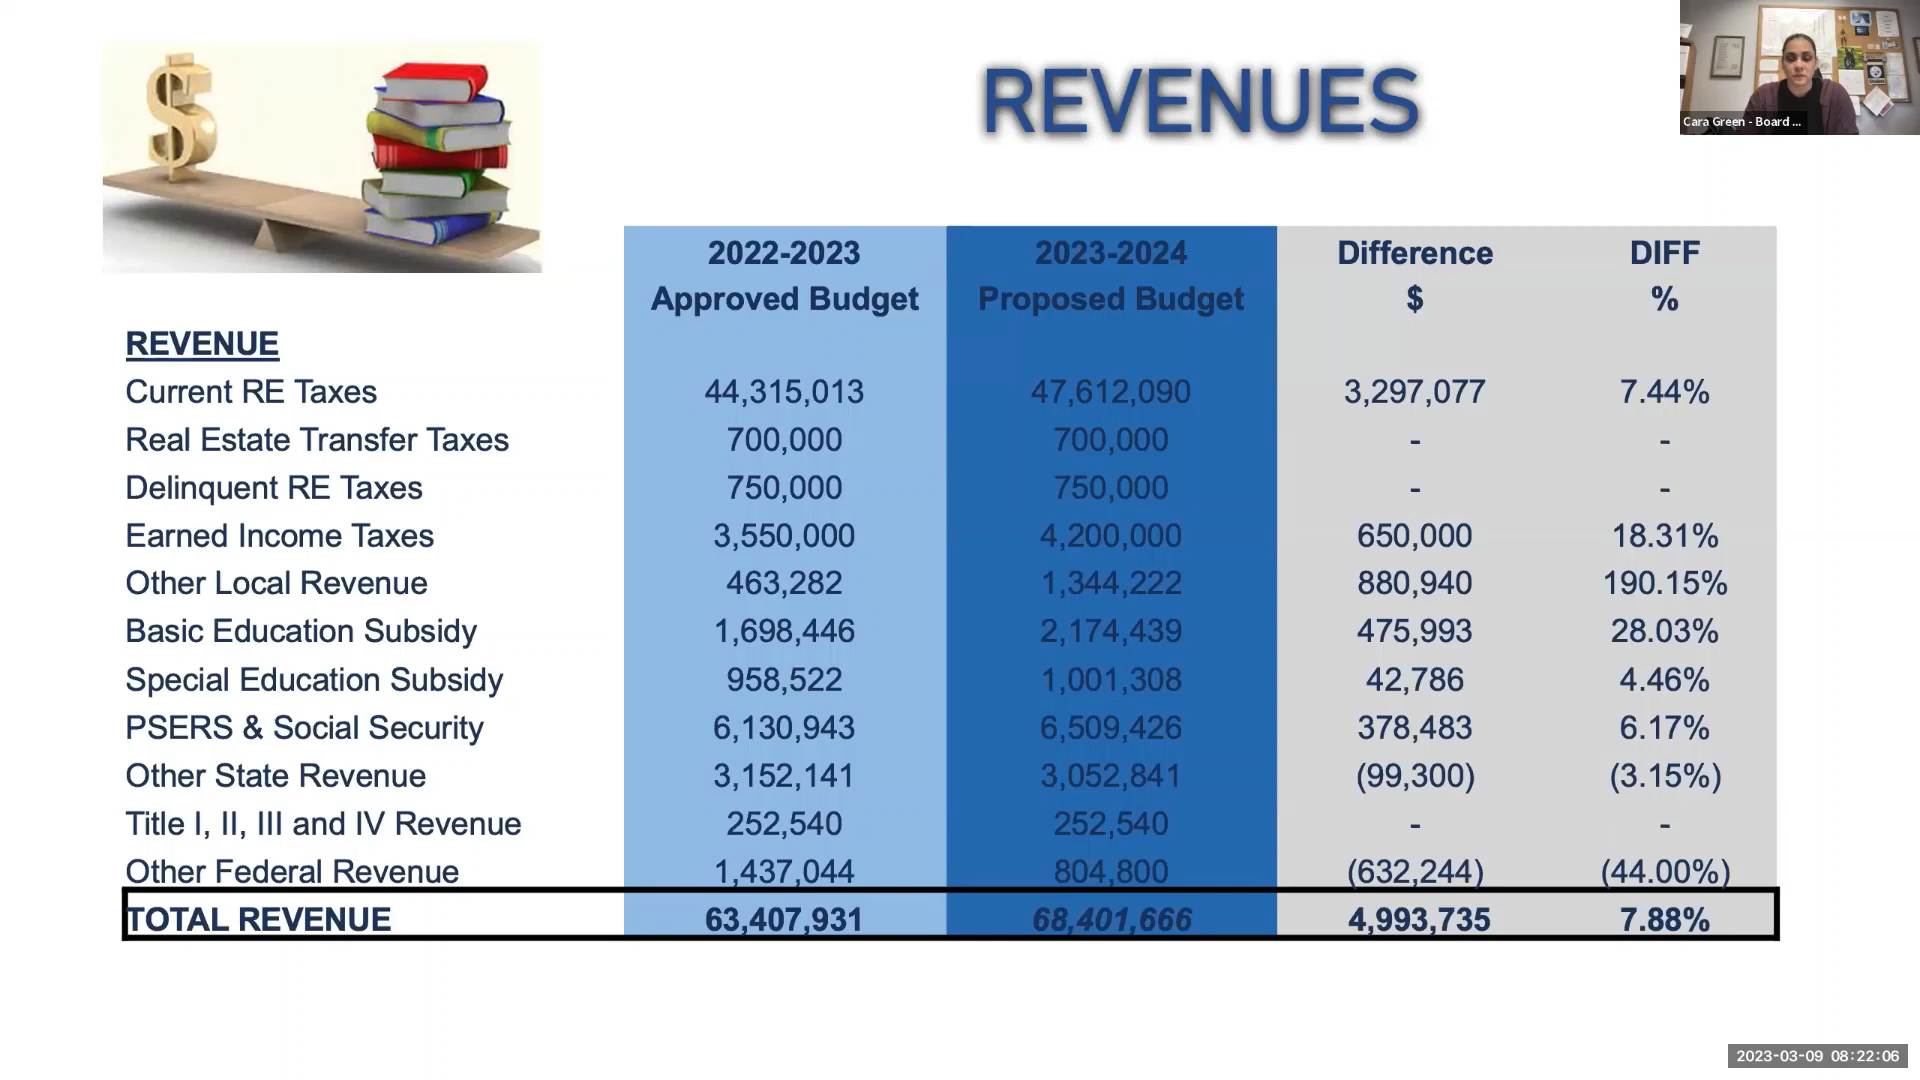 REVENUES
Cara Green - Board ...
2022-2023 2023-2024 Difference DIFF
Approved Budget Proposed Budget $ %
REVENUE
Current RE Taxes 44,315,013 47,612,090 3,297,077 7.44%
Real Estate Transfer Taxes 700,000 700,000 - -
Delinquent RE Taxes 750,000 750,000 - -
Earned Income Taxes 3,550,000 4,200,000 650,000 18.31%
Other Local Revenue 463,282 1,344,222 880,940 190.15%
Basic Education Subsidy 1,698,446 2,174,439 475,993 28.03%
Special Education Subsidy 958,522 1,001,308 42,786 4.46%
PSERS & Social Security 6,130,943 6,509,426 378,483 6.17%
Other State Revenue 3,152,141 3,052,841 (99,300) (3.15%)
Title I, II, III and IV Revenue 252,540 252,540 - -
Other Federal Revenue 1,437,044 804,800 (632,244) (44.00%)
TOTAL REVENUE 63,407,931 68,401,666 4,993,735 7.88%
2023-03-09 08:22:06